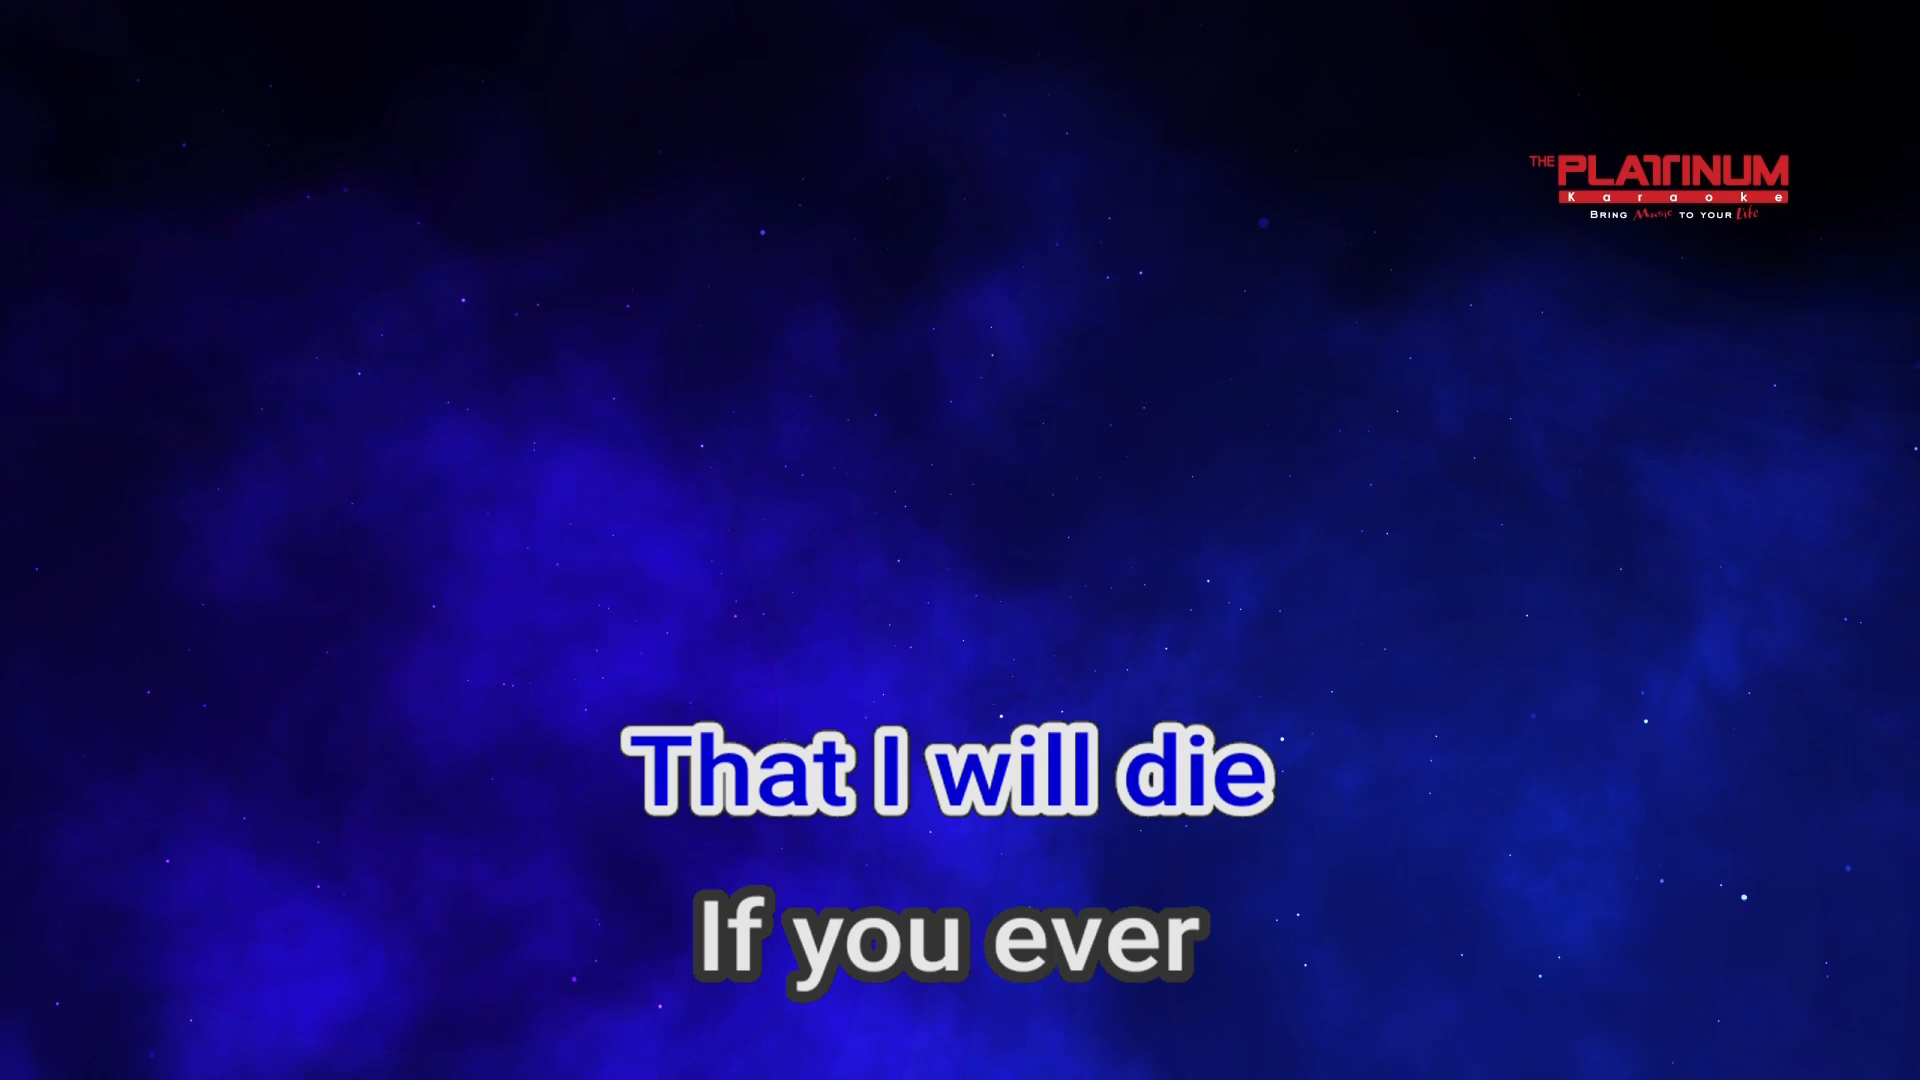 THE PLATINUM
Karaoke
BRING Music TO YOUR Life
That I will die
If you ever